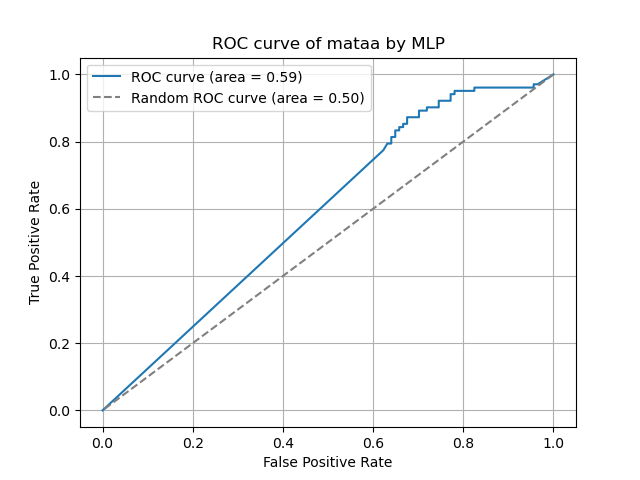 ROC curve of mataa by MLP
ROC curve (area = 0.59)
Random ROC curve (area = 0.50)
True Positive Rate
1.0
0.8
0.6
0.4
0.2
0.0
0.0 0.2 0.4 0.6 0.8 1.0
False Positive Rate